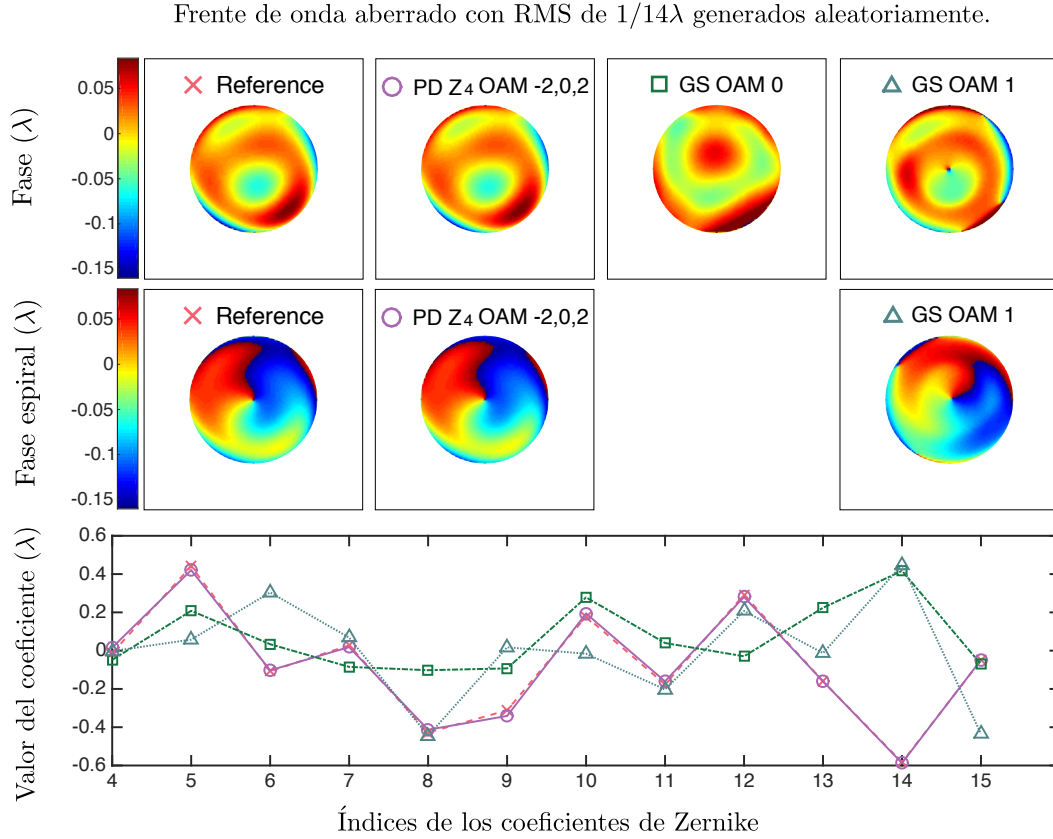 Frente de onda aberrado con RMS de 1/14λ generados aleatoriamente.
Fase (λ)
0.05
0
-0.05
-0.1
-0.15
× Reference
○ PD Z4 OAM -2,0,2
□ GS OAM 0
△ GS OAM 1
Fase espiral (λ)
0.05
0
-0.05
-0.1
-0.15
× Reference
○ PD Z4 OAM -2,0,2
△ GS OAM 1
Valor del coeficiente (λ)
0.6
0.4
0.2
0
-0.2
-0.4
-0.6
4 5 6 7 8 9 10 11 12 13 14 15
Índices de los coeficientes de Zernike